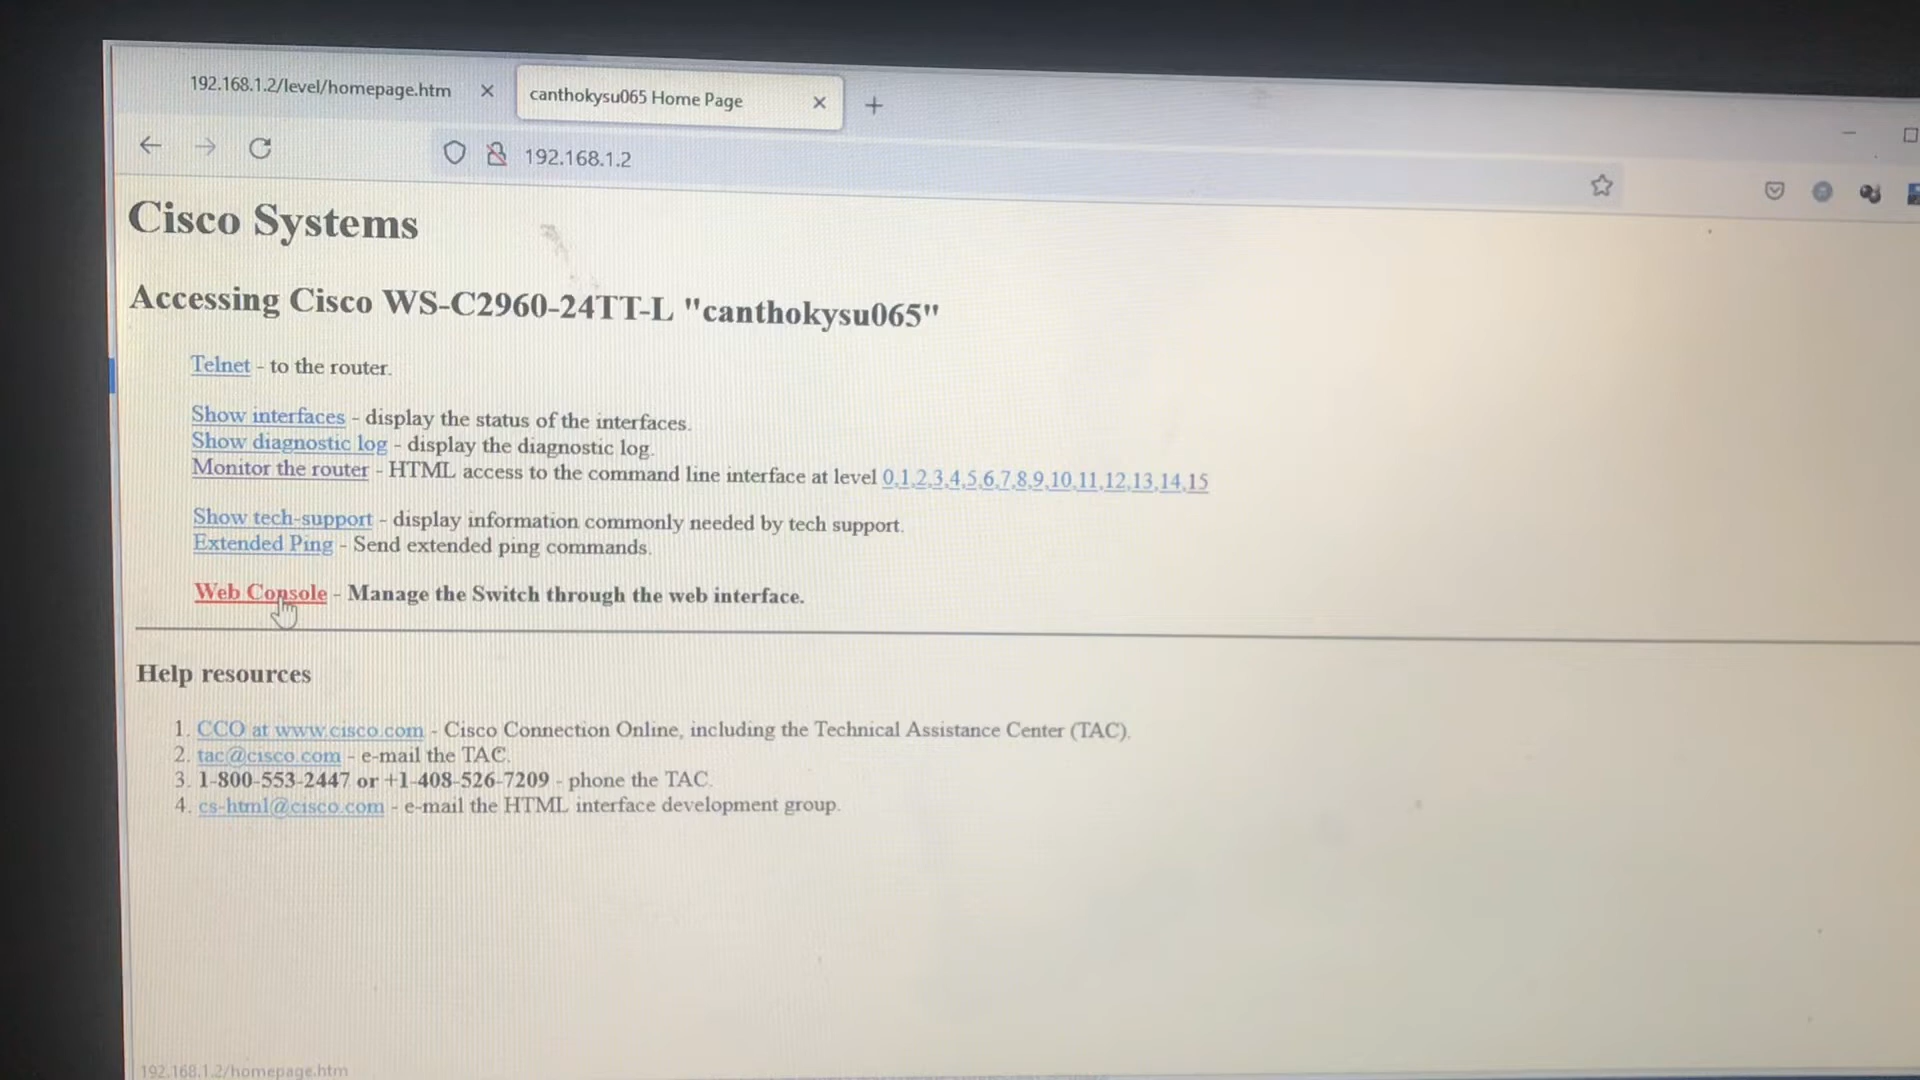 192.168.1.2/level/homepage.htm
canthokysu065 Home Page
192.168.1.2
Cisco Systems
Accessing Cisco WS-C2960-24TT-L "canthokysu065"
Telnet - to the router.
Show interfaces - display the status of the interfaces.
Show diagnostic log - display the diagnostic log.
Monitor the router - HTML access to the command line interface at level 0,1,2,3,4,5,6,7,8,9,10,11,12,13,14,15
Show tech-support - display information commonly needed by tech support.
Extended Ping - Send extended ping commands.
Web Console - Manage the Switch through the web interface.
Help resources
1. CCO at www.cisco.com - Cisco Connection Online, including the Technical Assistance Center (TAC).
2. tac@cisco.com - e-mail the TAC.
3. 1-800-553-2447 or +1-408-526-7209 - phone the TAC.
4. cs-html@cisco.com - e-mail the HTML interface development group.
192.168.1.2/homepage.htm